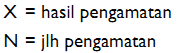 X = hasil pengamatan
N = jlh pengamatan